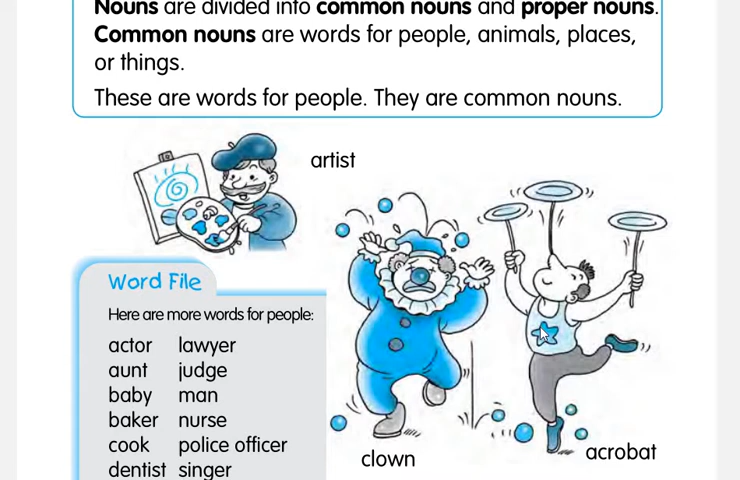 Nouns are divided into common nouns and proper nouns.
Common nouns are words for people, animals, places,
or things.
These are words for people. They are common nouns.
artist
Word File
Here are more words for people:
actor lawyer
aunt judge
baby man
baker nurse
cook police officer
dentist singer
clown
acrobat